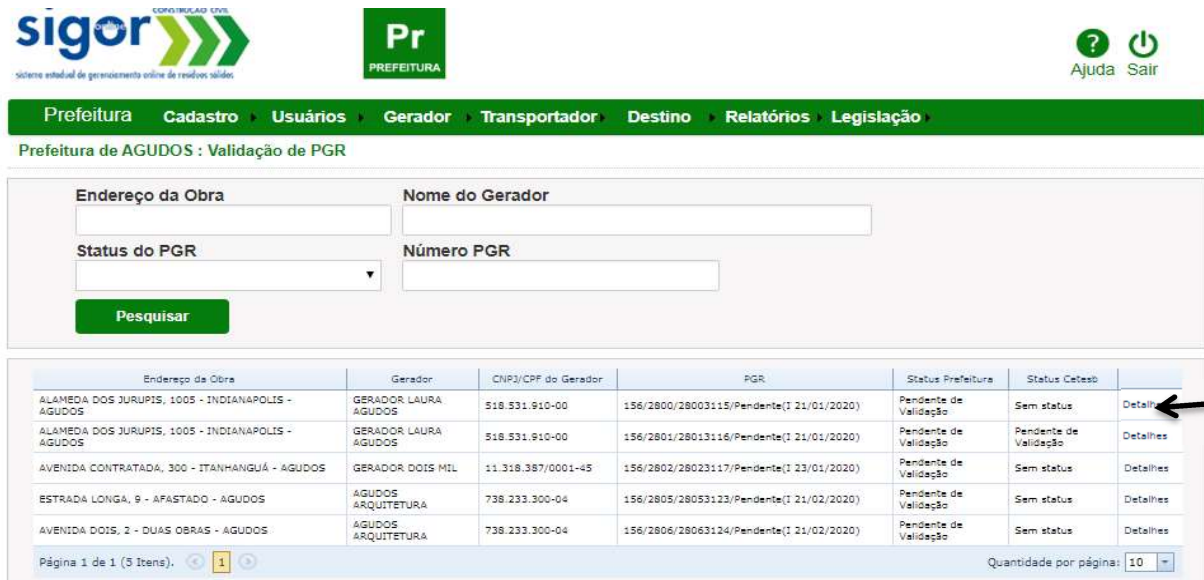 CONSTRUÇÃO CIVIL
sigor
online
sistema estadual de gerenciamento online de resíduos sólidos
Pr
PREFEITURA
?
Ajuda Sair
Prefeitura Cadastro Usuários Gerador Transportador Destino Relatórios Legislação
Prefeitura de AGUDOS : Validação de PGR
Endereço da Obra Nome do Gerador
Status do PGR Número PGR
Pesquisar
Endereço da Obra Gerador CNPJ/CPF do Gerador PGR Status Prefeitura Status Cetesb
ALAMEDA DOS JURUPIS, 1005 - INDIANAPOLIS - AGUDOS GERADOR LAURA AGUDOS 518.531.910-00 156/2800/28003115/Pendente(I 21/01/2020) Pendente de Validação Sem status Detalhes
ALAMEDA DOS JURUPIS, 1005 - INDIANAPOLIS - AGUDOS GERADOR LAURA AGUDOS 518.531.910-00 156/2801/28013116/Pendente(I 21/01/2020) Pendente de Validação Pendente de Validação Detalhes
AVENIDA CONTRATADA, 300 - ITANHANGUÁ - AGUDOS GERADOR DOIS MIL 11.318.387/0001-45 156/2802/28023117/Pendente(I 23/01/2020) Pendente de Validação Sem status Detalhes
ESTRADA LONGA, 9 - AFASTADO - AGUDOS AGUDOS ARQUITETURA 738.233.300-04 156/2805/28053123/Pendente(I 21/02/2020) Pendente de Validação Sem status Detalhes
AVENIDA DOIS, 2 - DUAS OBRAS - AGUDOS AGUDOS ARQUITETURA 738.233.300-04 156/2806/28063124/Pendente(I 21/02/2020) Pendente de Validação Sem status Detalhes
Página 1 de 1 (5 Itens). 1 Quantidade por página: 10